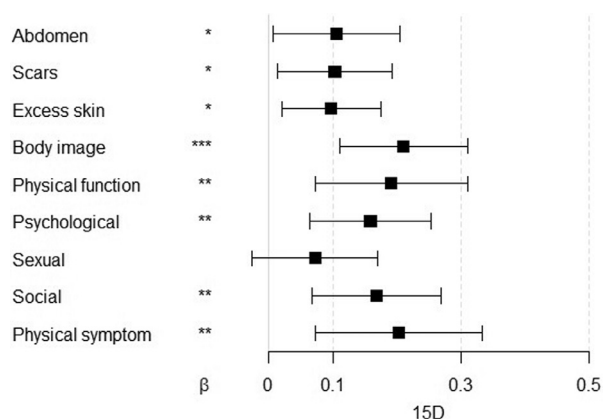 Abdomen *
Scars *
Excess skin *
Body image ***
Physical function **
Psychological **
Sexual
Social **
Physical symptom **
β 0 0.1 0.3 0.5
15D